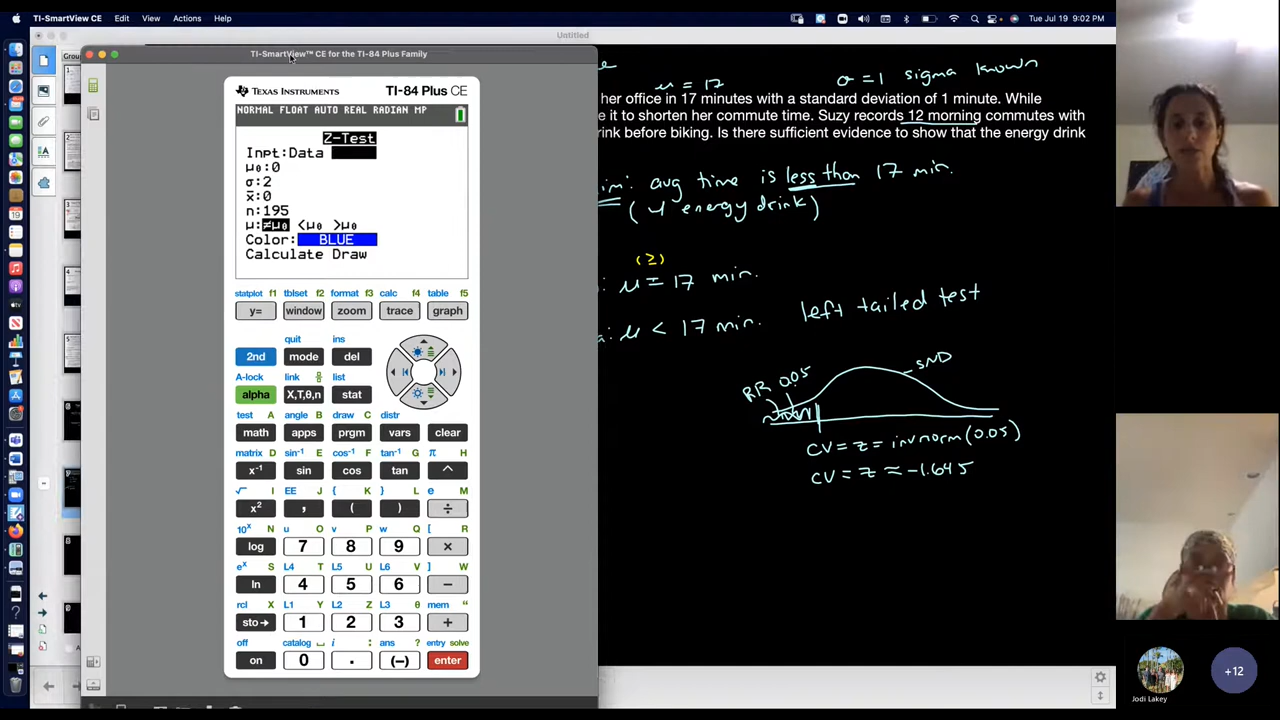 TI-SmartView CE Edit View Actions Help
Tue Jul 19 9:02 PM
Untitled
TI-SmartView™ CE for the TI-84 Plus Family
TEXAS INSTRUMENTS TI-84 Plus CE
NORMAL FLOAT AUTO REAL RADIAN MP
Z-Test
Inpt:Data
μ₀:0
σ:2
x̄:0
n:195
μ:≠μ₀ <μ₀ >μ₀
Color: BLUE
Calculate Draw
statplot f1 tblset f2 format f3 calc f4 table f5
y= window zoom trace graph
quit ins
2nd mode del
A-lock link list
alpha X,T,θ,n stat
test A angle B draw C distr
math apps prgm vars clear
matrix D sin⁻¹ E cos⁻¹ F tan⁻¹ G π H
x⁻¹ sin cos tan ^
√ I EE J { K } L e M
x² , ( ) ÷
10ˣ N u O v P w Q [ R
log 7 8 9 ×
eˣ S L4 T L5 U L6 V ] W
ln 4 5 6 −
rcl X L1 Y L2 Z L3 θ mem “
sto→ 1 2 3 +
off catalog i : ans ? entry solve
on 0 . (−) enter
μ = 17
σ = 1 sigma known
her office in 17 minutes with a standard deviation of 1 minute. While
e it to shorten her commute time. Suzy records 12 morning commutes with
rink before biking. Is there sufficient evidence to show that the energy drink
im: avg time is less than 17 min.
energy drink)
(≥)
: μ = 17 min.
a: μ < 17 min.
left tailed test
RR 0.05
SND
CV = z = invnorm(0.05)
CV = z ≈ -1.645
+12
Jodi Lakey